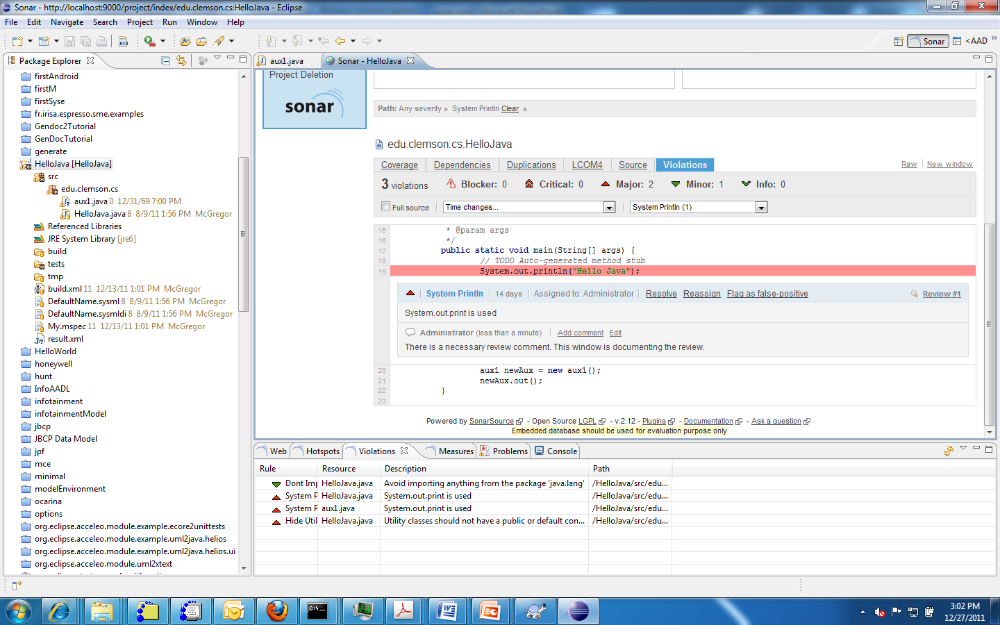 Sonar - http://localhost:9000/project/index/edu.clemson.cs:HelloJava - Eclipse
File Edit Navigate Search Project Run Window Help
Sonar <AAD
Package Explorer
firstAndroid
firstM
firstSyse
fr.irisa.espresso.sme.examples
Gendoc2Tutorial
GenDocTutorial
generate
HelloJava [HelloJava]
src
edu.clemson.cs
aux1.java 0 12/31/69 7:00 PM
HelloJava.java 8 8/9/11 1:56 PM McGregor
Referenced Libraries
JRE System Library [jre6]
build
tests
tmp
build.xml 11 12/13/11 1:01 PM McGregor
DefaultName.sysml 8 8/9/11 1:56 PM McGregor
DefaultName.sysmldi 8 8/9/11 1:56 PM McGregor
My.mspec 11 12/13/11 1:01 PM McGregor
result.xml
HelloWorld
honeywell
hunt
InfoAADL
infotainment
infotainmentModel
jbcp
JBCP Data Model
jpf
mce
minimal
modelEnvironment
ocarina
options
org.eclipse.acceleo.module.example.ecore2unittests
org.eclipse.acceleo.module.example.uml2java.helios
org.eclipse.acceleo.module.example.uml2java.helios.ui
org.eclipse.acceleo.module.uml2xtext
aux1.java Sonar - HelloJava
Project Deletion
sonar
Path: Any severity » System Println Clear »
edu.clemson.cs.HelloJava
Coverage Dependencies Duplications LCOM4 Source Violations Raw New window
3 violations Blocker: 0 Critical: 0 Major: 2 Minor: 1 Info: 0
Full source Time changes... System Println (1)
15 * @param args
16 */
17 public static void main(String[] args) {
18 // TODO Auto-generated method stub
19 System.out.println("Hello Java");
System Println 14 days Assigned to: Administrator Resolve Reassign Flag as false-positive Review #1
System.out.print is used
Administrator (less than a minute) Add comment Edit
There is a necessary review comment. This window is documenting the review.
20 aux1 newAux = new aux1();
21 newAux.out();
22 }
23
Powered by SonarSource - Open Source LGPL - v.2.12 - Plugins - Documentation - Ask a question
Embedded database should be used for evaluation purpose only
Web Hotspots Violations Measures Problems Console
Rule Resource Description Path
Dont Imp HelloJava.java Avoid importing anything from the package 'java.lang' /HelloJava/src/edu...
System P HelloJava.java System.out.print is used /HelloJava/src/edu...
System P aux1.java System.out.print is used /HelloJava/src/edu...
Hide Util HelloJava.java Utility classes should not have a public or default con... /HelloJava/src/edu...
3:02 PM
12/27/2011